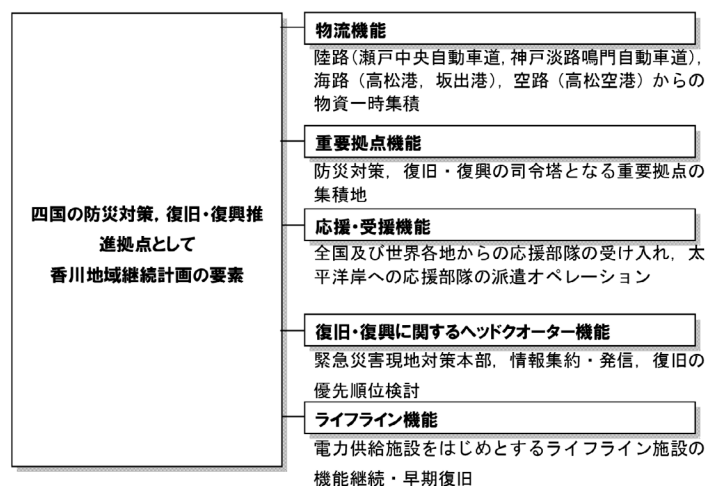 四国の防災対策，復旧・復興推
進拠点として
香川地域継続計画の要素
物流機能
陸路（瀬戸中央自動車道，神戸淡路鳴門自動車道），
海路（高松港，坂出港），空路（高松空港）からの
物資一時集積
重要拠点機能
防災対策，復旧・復興の司令塔となる重要拠点の
集積地
応援・受援機能
全国及び世界各地からの応援部隊の受け入れ，太
平洋岸への応援部隊の派遣オペレーション
復旧・復興に関するヘッドクオーター機能
緊急災害現地対策本部，情報集約・発信，復旧の
優先順位検討
ライフライン機能
電力供給施設をはじめとするライフライン施設の
機能継続・早期復旧